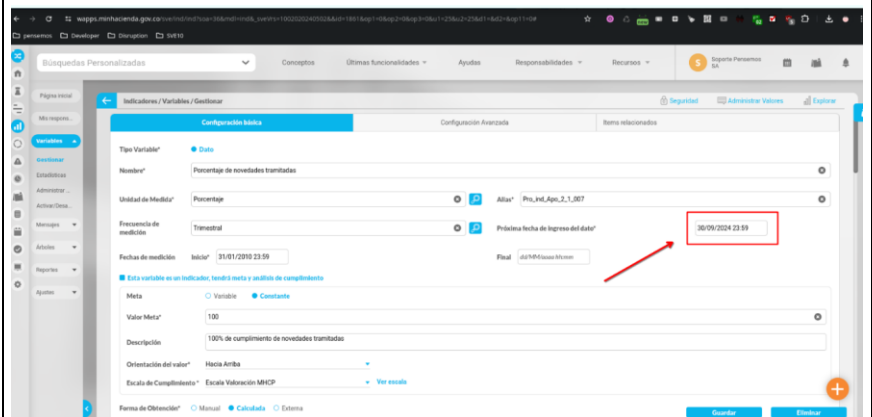 pensemos Developer Disruption SVE10
Búsquedas Personalizadas Conceptos Últimas funcionalidades Ayudas Responsabilidades Recursos S Soporte Pensemos SA
Página inicial
Indicadores / Variables / Gestionar Seguridad Administrar Valores Explorar
Mis respons...
Configuración básica Configuración Avanzada Items relacionados
Variables
Tipo Variable* Dato
Gestionar
Nombre* Porcentaje de novedades tramitadas
Estadísticas
Administrar ...
Unidad de Medida* Porcentaje Alias* Pro_ind_Apo_2_1_007
Activar/Desa...
Mensajes
Frecuencia de medición Trimestral Próxima fecha de ingreso del dato* 30/09/2024 23:59
Árboles
Fechas de medición Inicio* 31/01/2010 23:59 Final dd/MM/aaaa hh:mm
Reportes
Esta variable es un indicador, tendrá meta y análisis de cumplimiento
Ajustes
Meta Variable Constante
Valor Meta* 100
Descripción 100% de cumplimiento de novedades tramitadas
Orientación del valor* Hacia Arriba
Escala de Cumplimiento* Escala Valoración MHCP Ver escala
Forma de Obtención* Manual Calculada Externa
Guardar Eliminar